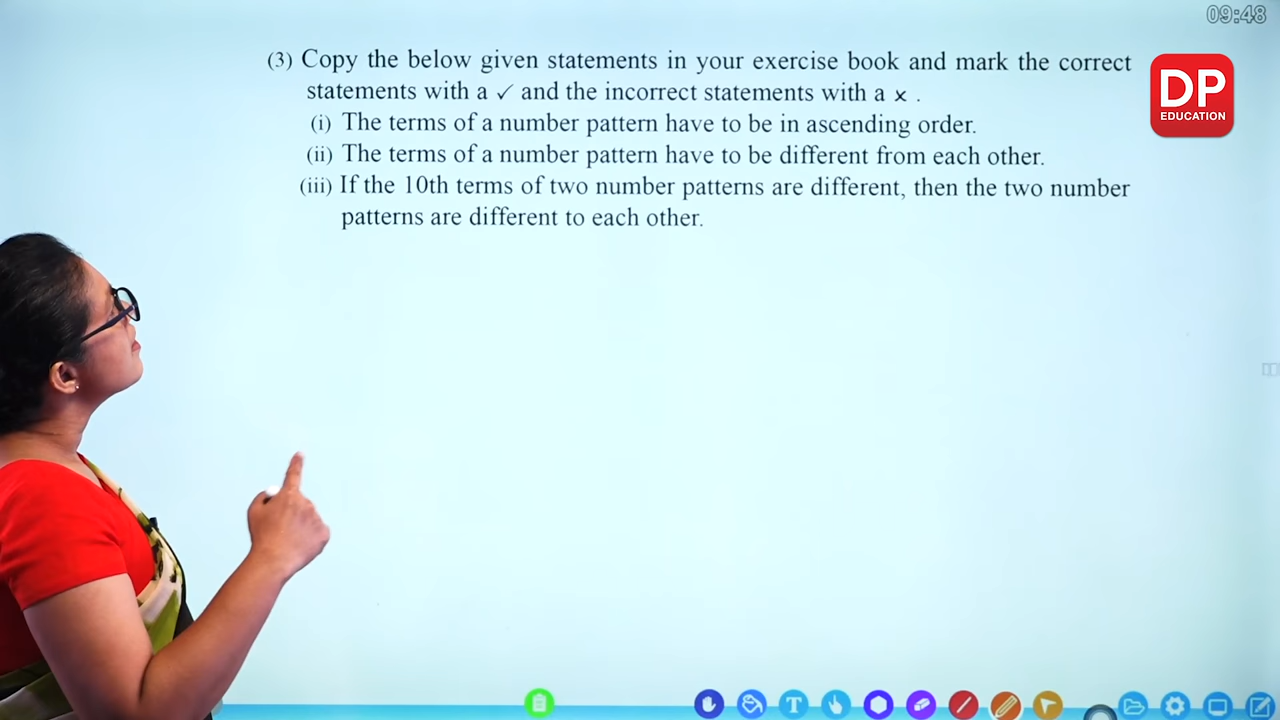 09:48
DP
EDUCATION
(3) Copy the below given statements in your exercise book and mark the correct
statements with a ✓ and the incorrect statements with a ×.
(i) The terms of a number pattern have to be in ascending order.
(ii) The terms of a number pattern have to be different from each other.
(iii) If the 10th terms of two number patterns are different, then the two number
patterns are different to each other.
T